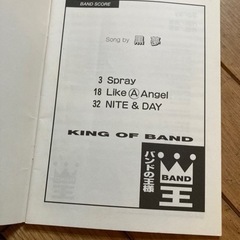 BAND SCORE
Song by 黒夢
3 Spray
18 Like Ⓐ Angel
32 NITE & DAY
KING OF BAND
バンドの王様
BAND
王